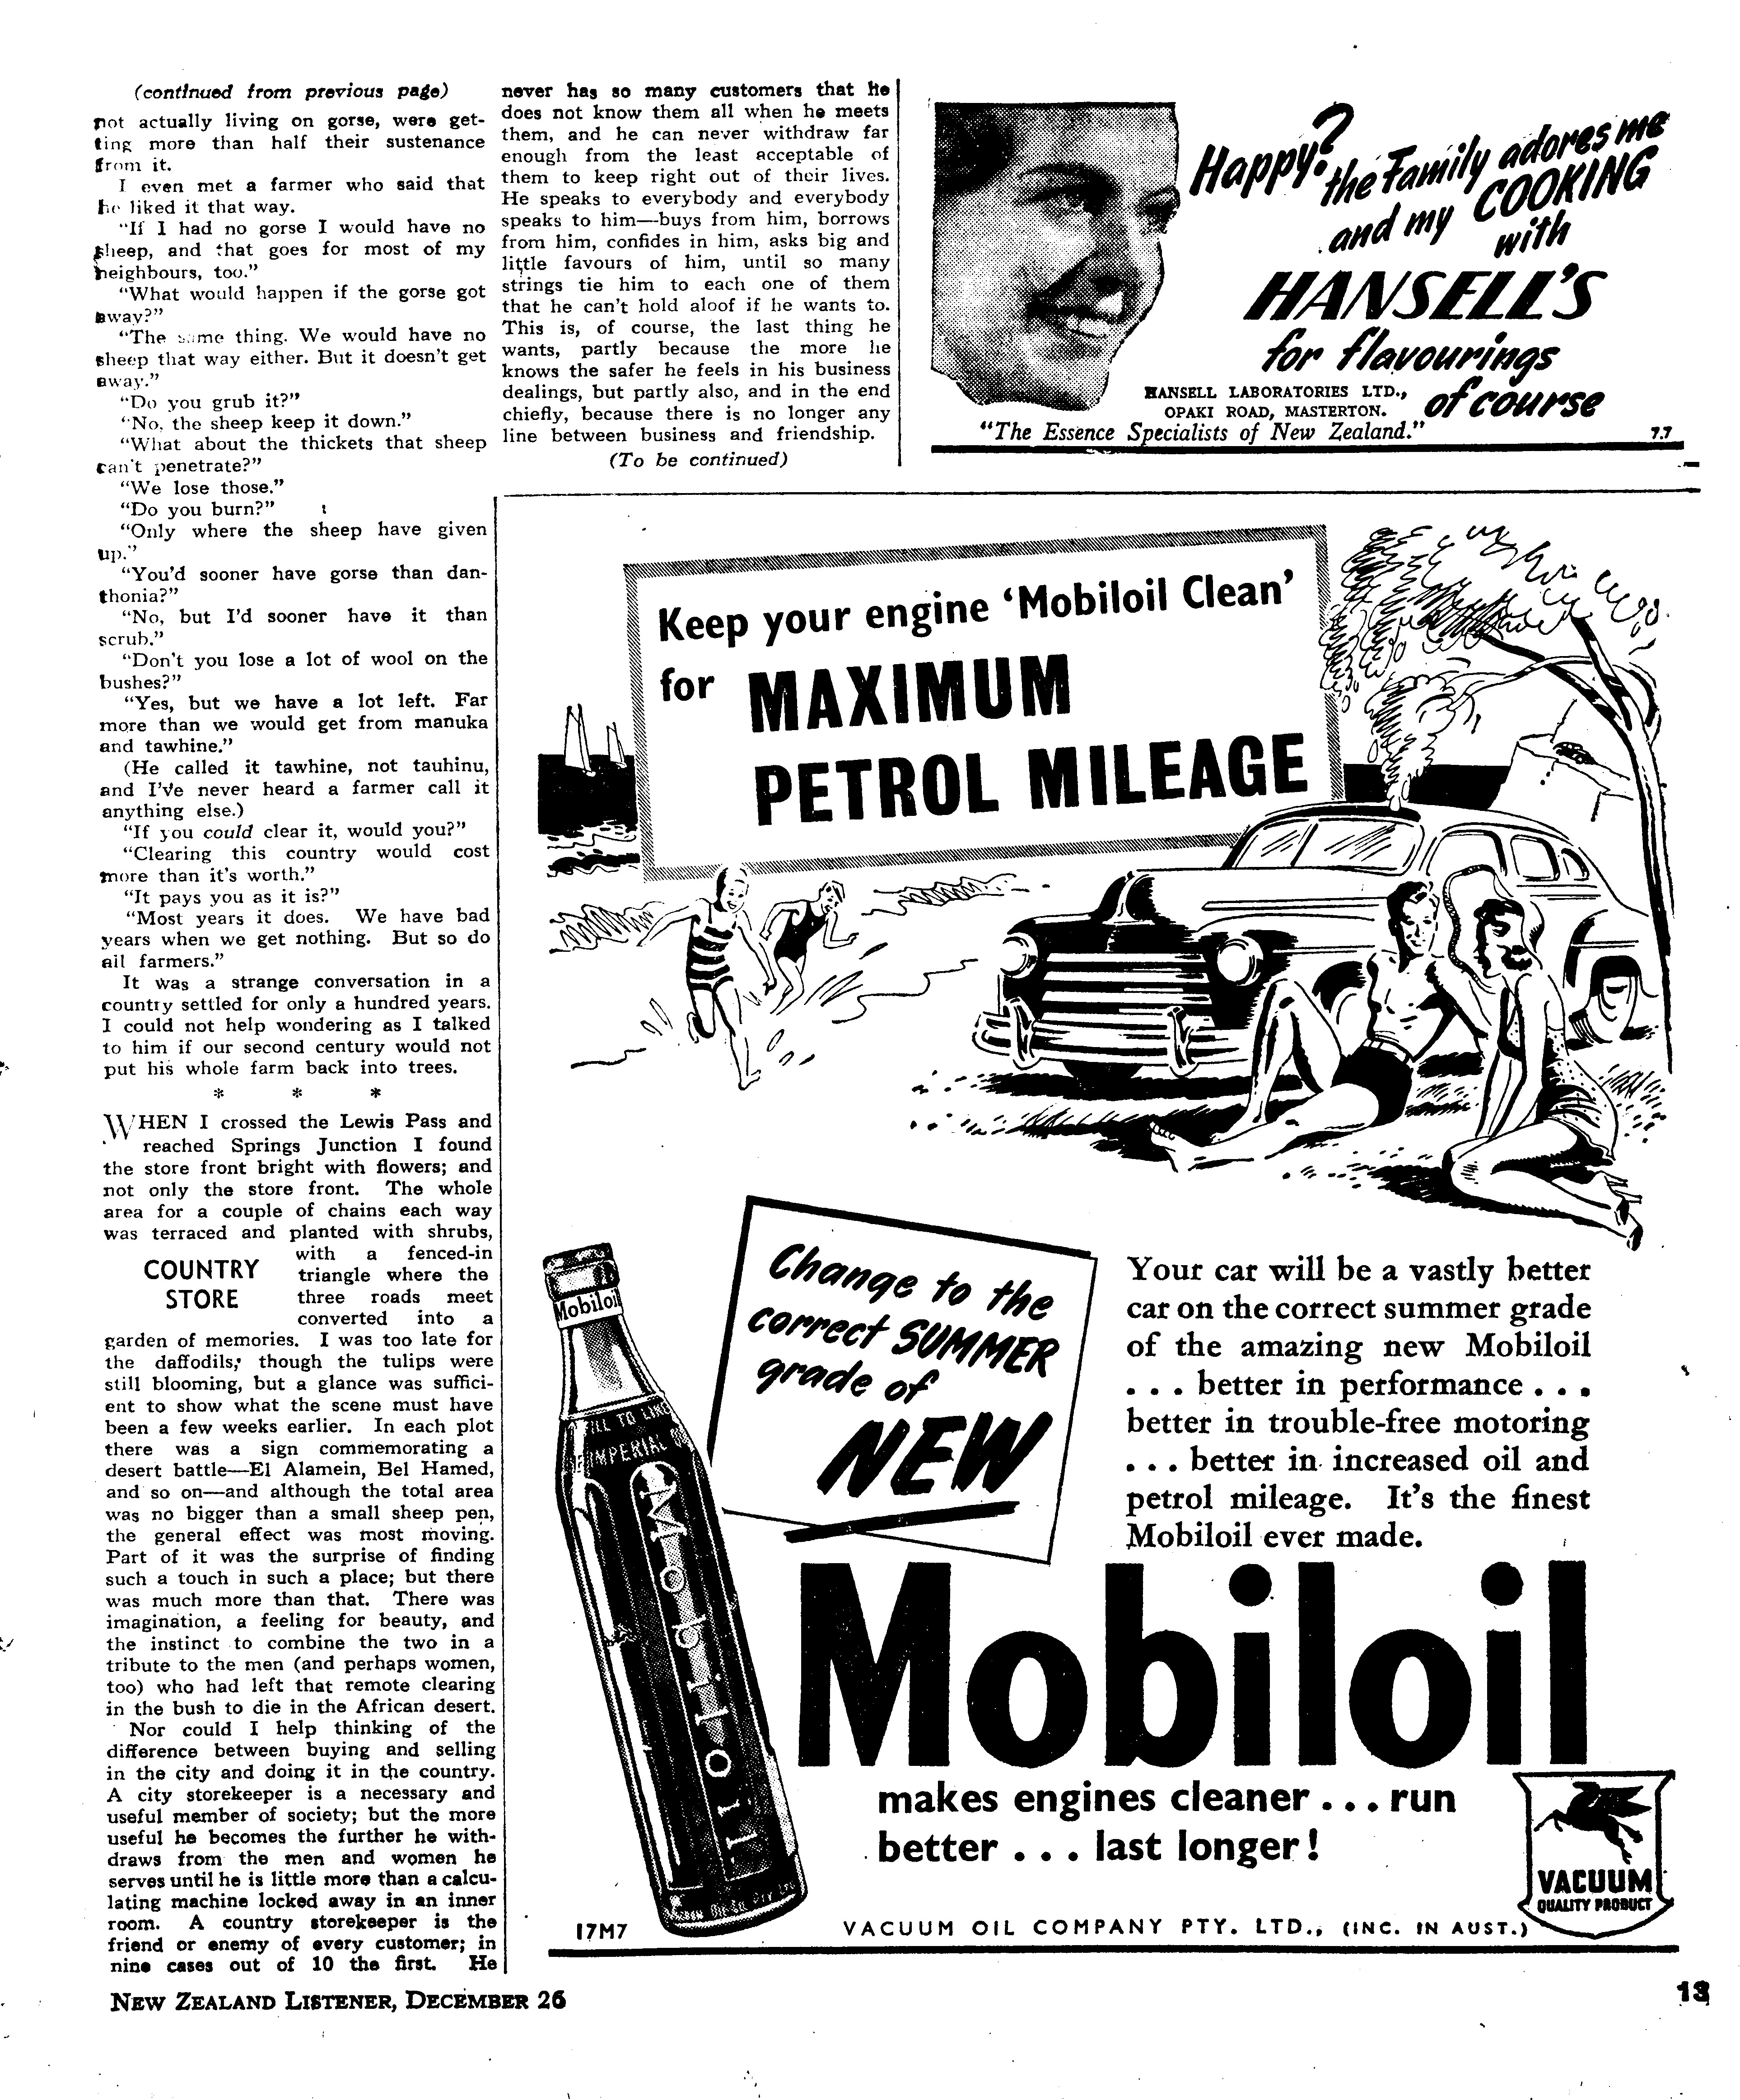 (continued from previous page)
not actually living on gorse, were get-
ting more than half their sustenance
from it.
I even met a farmer who said that
he liked it that way.
"If I had no gorse I would have no
sheep, and that goes for most of my
neighbours, too."
"What would happen if the gorse got
away?"
"The same thing. We would have no
sheep that way either. But it doesn't get
away."
"Do you grub it?"
"No, the sheep keep it down."
"What about the thickets that sheep
can't penetrate?"
"We lose those."
"Do you burn?"
"Only where the sheep have given
up."
"You'd sooner have gorse than dan-
thonia?"
"No, but I'd sooner have it than
scrub."
"Don't you lose a lot of wool on the
bushes?"
"Yes, but we have a lot left. Far
more than we would get from manuka
and tawhine."
(He called it tawhine, not tauhinu,
and I've never heard a farmer call it
anything else.)
"If you could clear it, would you?"
"Clearing this country would cost
more than it's worth."
"It pays you as it is?"
"Most years it does. We have bad
years when we get nothing. But so do
all farmers."
It was a strange conversation in a
country settled for only a hundred years.
I could not help wondering as I talked
to him if our second century would not
put his whole farm back into trees.
* * *
WHEN I crossed the Lewis Pass and
reached Springs Junction I found
the store front bright with flowers; and
not only the store front. The whole
area for a couple of chains each way
was terraced and planted with shrubs,
with a fenced-in
triangle where the
three roads meet
converted into a
COUNTRY
STORE
garden of memories. I was too late for
the daffodils, though the tulips were
still blooming, but a glance was suffici-
ent to show what the scene must have
been a few weeks earlier. In each plot
there was a sign commemorating a
desert battle—El Alamein, Bel Hamed,
and so on—and although the total area
was no bigger than a small sheep pen,
the general effect was most moving.
Part of it was the surprise of finding
such a touch in such a place; but there
was much more than that. There was
imagination, a feeling for beauty, and
the instinct to combine the two in a
tribute to the men (and perhaps women,
too) who had left that remote clearing
in the bush to die in the African desert.
Nor could I help thinking of the
difference between buying and selling
in the city and doing it in the country.
A city storekeeper is a necessary and
useful member of society; but the more
useful he becomes the further he with-
draws from the men and women he
serves until he is little more than a calcu-
lating machine locked away in an inner
room. A country storekeeper is the
friend or enemy of every customer; in
nine cases out of 10 the first. He
never has so many customers that he
does not know them all when he meets
them, and he can never withdraw far
enough from the least acceptable of
them to keep right out of their lives.
He speaks to everybody and everybody
speaks to him—buys from him, borrows
from him, confides in him, asks big and
little favours of him, until so many
strings tie him to each one of them
that he can't hold aloof if he wants to.
This is, of course, the last thing he
wants, partly because the more he
knows the safer he feels in his business
dealings, but partly also, and in the end
chiefly, because there is no longer any
line between business and friendship.
(To be continued)
Happy?
the Family adores me
and my COOKING
with
HANSELL'S
for flavourings
of course
HANSELL LABORATORIES LTD.,
OPAKI ROAD, MASTERTON.
"The Essence Specialists of New Zealand."
7.7
Keep your engine 'Mobiloil Clean'
for MAXIMUM
PETROL MILEAGE
Change to the
correct SUMMER
grade of
NEW
Mobiloil
FILL TO LINE
IMPERIAL
Mobiloil
Your car will be a vastly better
car on the correct summer grade
of the amazing new Mobiloil
. . . better in performance . . .
better in trouble-free motoring
. . . better in increased oil and
petrol mileage. It's the finest
Mobiloil ever made.
Mobiloil
makes engines cleaner . . . run
better . . . last longer!
VACUUM
QUALITY PRODUCT
17M7
VACUUM OIL COMPANY PTY. LTD., (INC. IN AUST.)
NEW ZEALAND LISTENER, DECEMBER 26
13